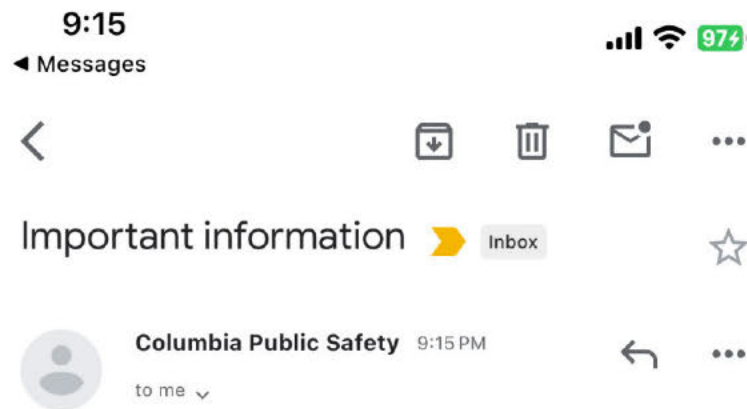 9:15
97
◀ Messages
Important information
Inbox
Columbia Public Safety 9:15 PM
to me